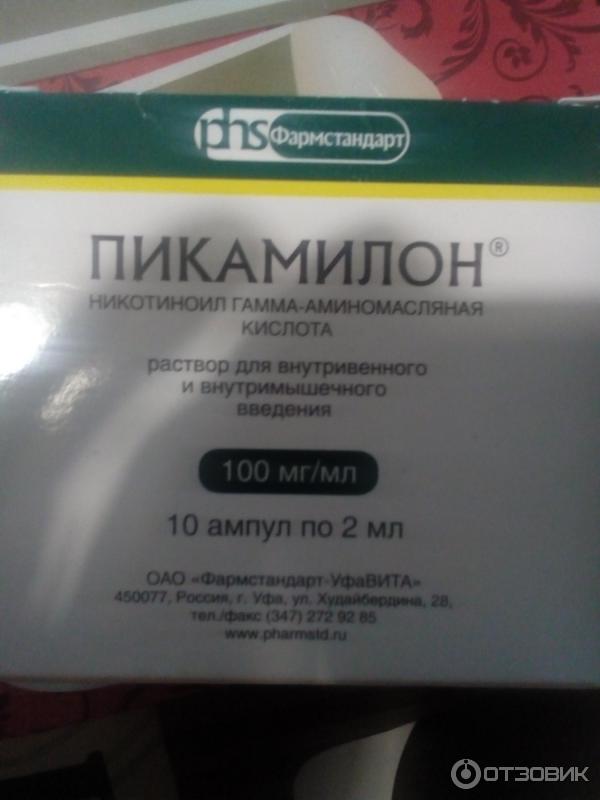 phs Фармстандарт
ПИКАМИЛОН®
НИКОТИНОИЛ ГАММА-АМИНОМАСЛЯНАЯ
КИСЛОТА
раствор для внутривенного
и внутримышечного
введения
100 мг/мл
10 ампул по 2 мл
ОАО «Фармстандарт-УфаВИТА»
450077, Россия, г. Уфа, ул. Худайбердина, 28,
тел./факс (347) 272 92 85
www.pharmstd.ru
ОТЗОВИК